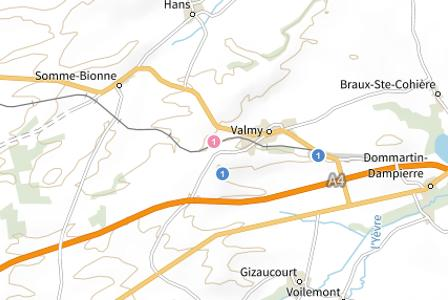 Hans
Somme-Bionne
Braux-Ste-Cohière
Valmy
1
1
1
Dommartin-
Dampierre
A4
l'Yèvre
Gizaucourt
Voilemont